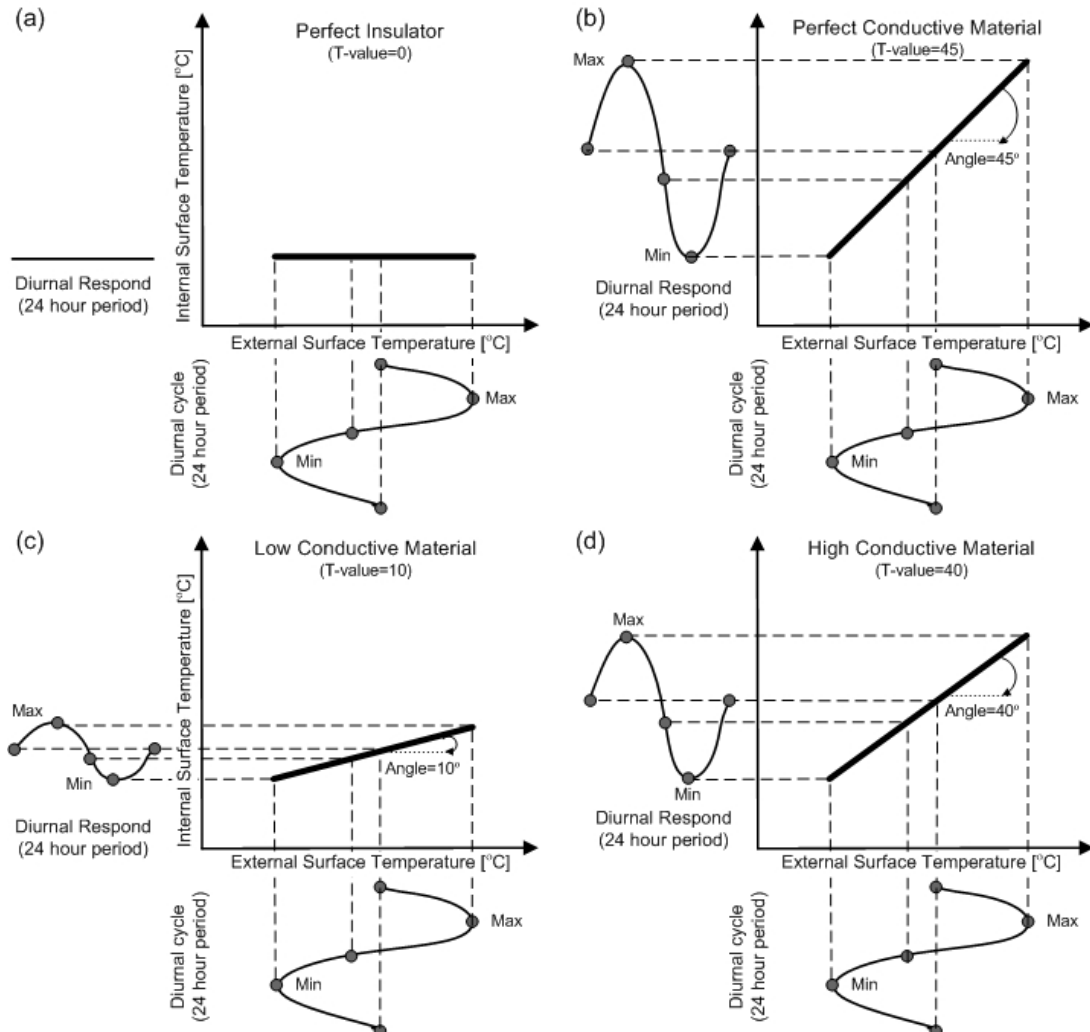 (a)
Perfect Insulator
(T-value=0)
Internal Surface Temperature [°C]
Diurnal Respond
(24 hour period)
External Surface Temperature [°C]
Diurnal cycle
(24 hour period)
Max
Min
(b)
Perfect Conductive Material
(T-value=45)
Max
Angle=45°
Min
Diurnal Respond
(24 hour period)
External Surface Temperature [°C]
Diurnal cycle
(24 hour period)
Max
Min
(c)
Low Conductive Material
(T-value=10)
Internal Surface Temperature [°C]
Max
Min
Angle=10°
Diurnal Respond
(24 hour period)
External Surface Temperature [°C]
Diurnal cycle
(24 hour period)
Max
Min
(d)
High Conductive Material
(T-value=40)
Max
Angle=40°
Min
Diurnal Respond
(24 hour period)
External Surface Temperature [°C]
Diurnal cycle
(24 hour period)
Max
Min